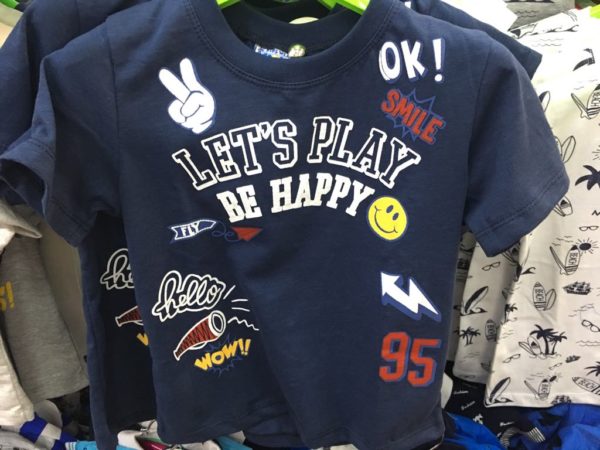 OK!
SMILE
LET'S PLAY
BE HAPPY
FLY
hello
WOW!!
95